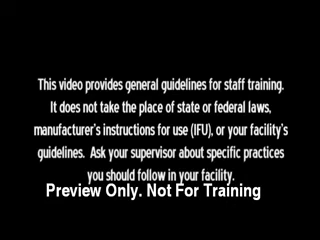 This video provides general guidelines for staff training.
It does not take the place of state or federal laws,
manufacturer's instructions for use (IFU), or your facility's
guidelines. Ask your supervisor about specific practices
you should follow in your facility.
Preview Only. Not For Training